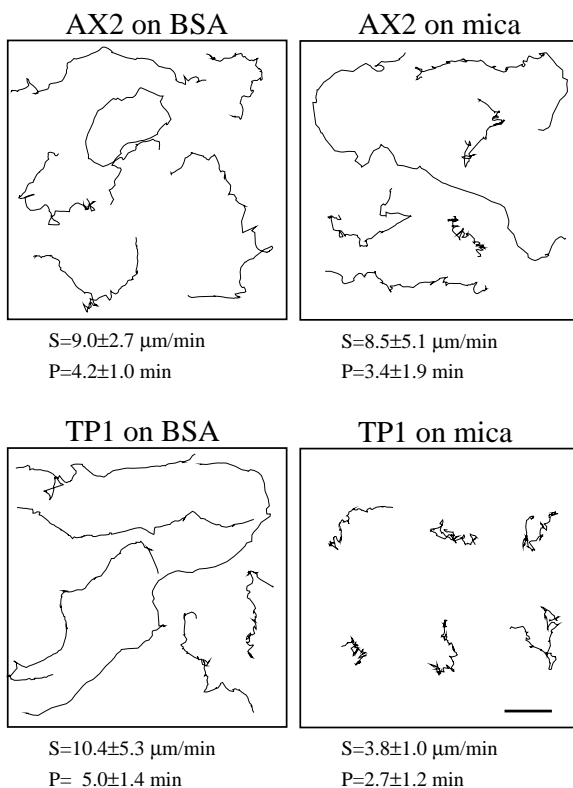 AX2 on BSA
AX2 on mica
S=9.0±2.7 μm/min
P=4.2±1.0 min
S=8.5±5.1 μm/min
P=3.4±1.9 min
TP1 on BSA
TP1 on mica
S=10.4±5.3 μm/min
P= 5.0±1.4 min
S=3.8±1.0 μm/min
P=2.7±1.2 min